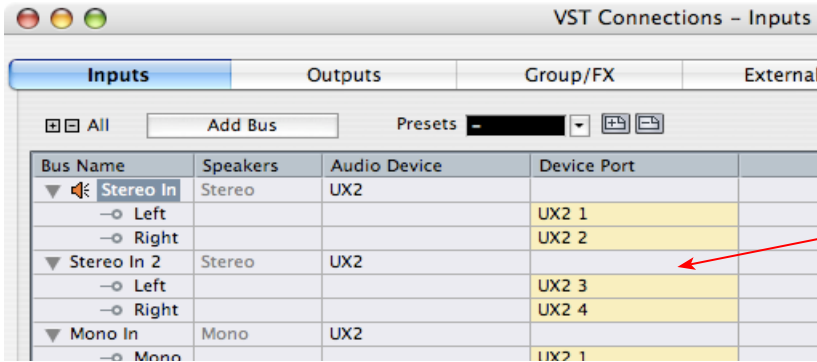 VST Connections – Inputs
Inputs Outputs Group/FX External
All Add Bus Presets –
Bus Name Speakers Audio Device Device Port
Stereo In Stereo UX2
Left UX2 1
Right UX2 2
Stereo In 2 Stereo UX2
Left UX2 3
Right UX2 4
Mono In Mono UX2
Mono UX2 1